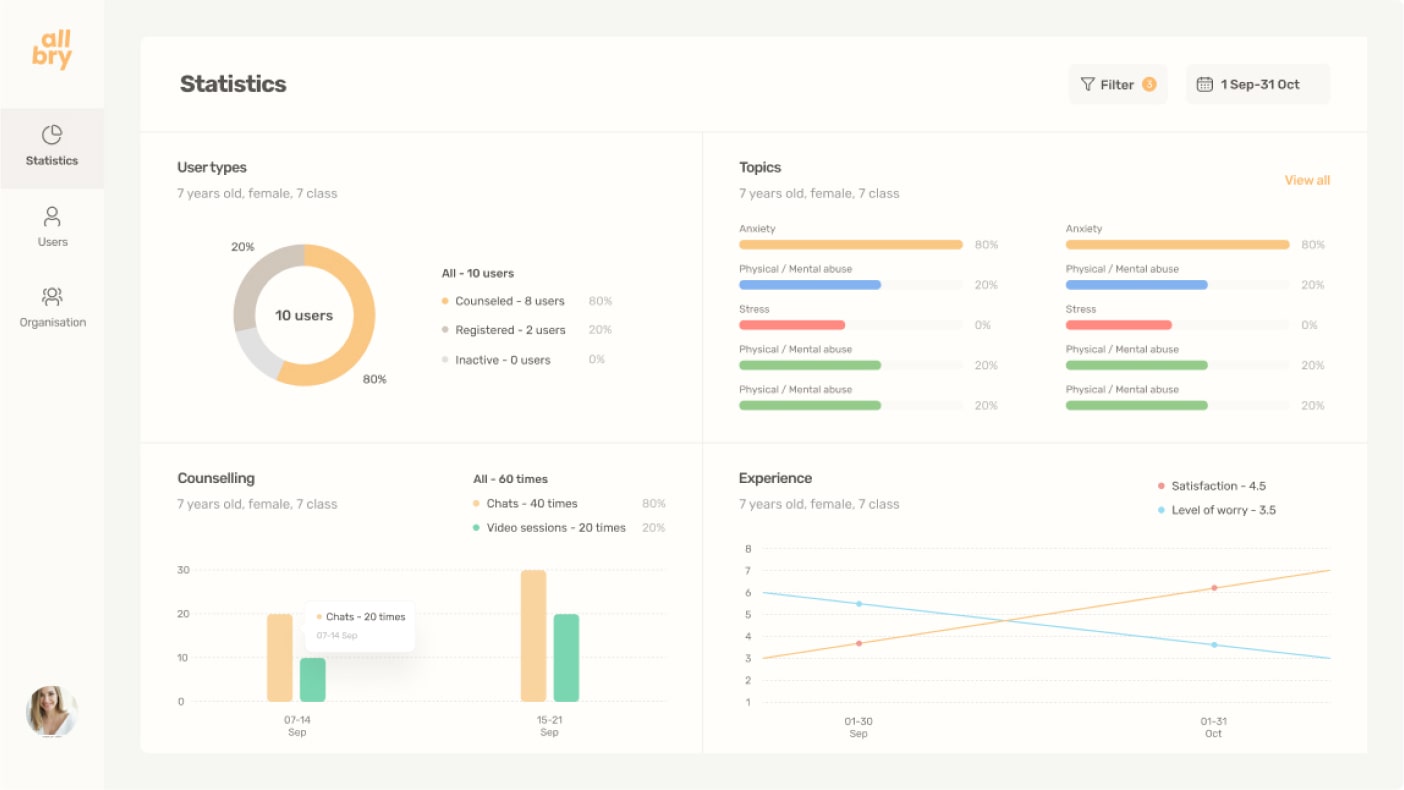 all
bry
Statistics
Users
Organisation
Statistics
Filter 3
1 Sep-31 Oct
User types
7 years old, female, 7 class
20%
10 users
80%
All - 10 users
Counseled - 8 users 80%
Registered - 2 users 20%
Inactive - 0 users 0%
Topics
7 years old, female, 7 class
View all
Anxiety
80%
Physical / Mental abuse
20%
Stress
0%
Physical / Mental abuse
20%
Physical / Mental abuse
20%
Anxiety
80%
Physical / Mental abuse
20%
Stress
0%
Physical / Mental abuse
20%
Physical / Mental abuse
20%
Counselling
7 years old, female, 7 class
All - 60 times
Chats - 40 times 80%
Video sessions - 20 times 20%
30
20
10
0
Chats - 20 times
07-14 Sep
07-14
Sep
15-21
Sep
Experience
7 years old, female, 7 class
Satisfaction - 4.5
Level of worry - 3.5
8
7
6
5
4
3
2
1
01-30
Sep
01-31
Oct